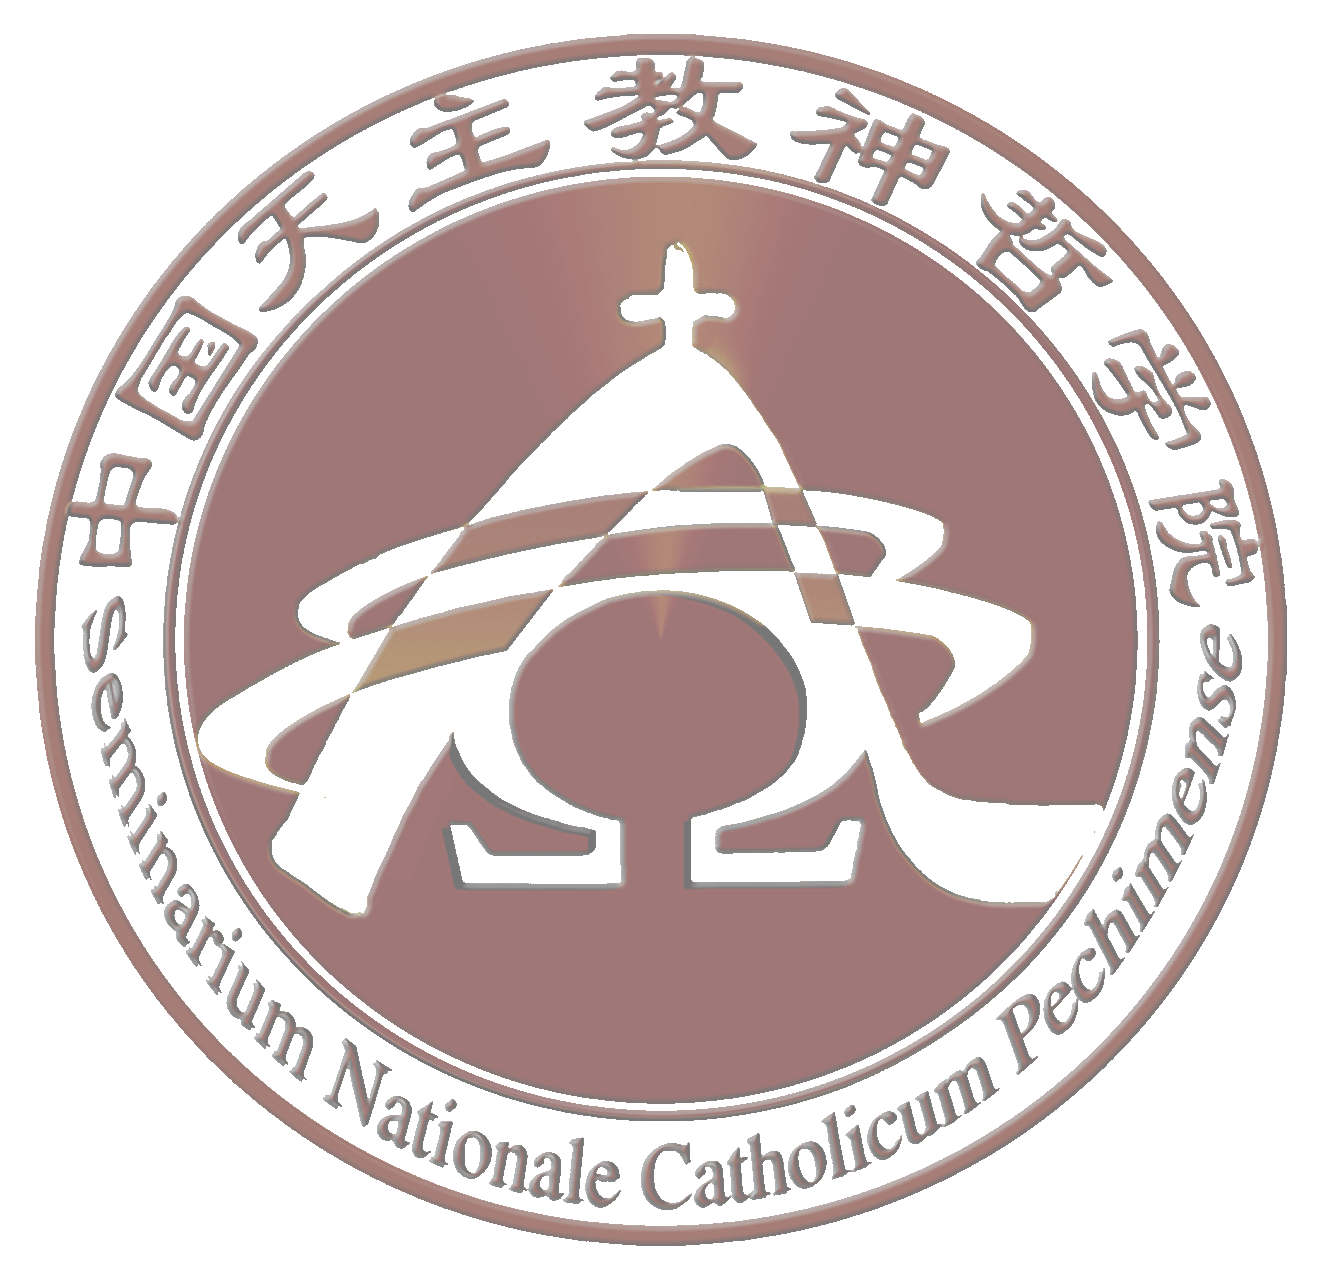 中国天主教神哲学院
Seminarium Nationale Catholicum Pechimense